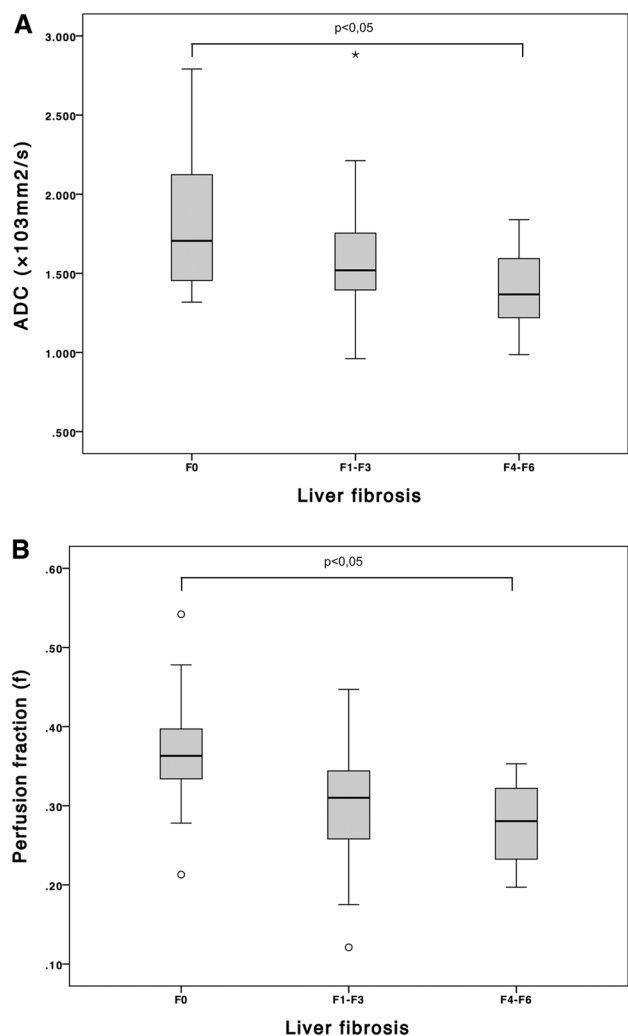 A
p<0,05
*
3.000
2.500
2.000
1.500
1.000
.500
ADC (×103mm2/s)
F0 F1-F3 F4-F6
Liver fibrosis
B
p<0,05
.60
.50
.40
.30
.20
.10
Perfusion fraction (f)
F0 F1-F3 F4-F6
Liver fibrosis